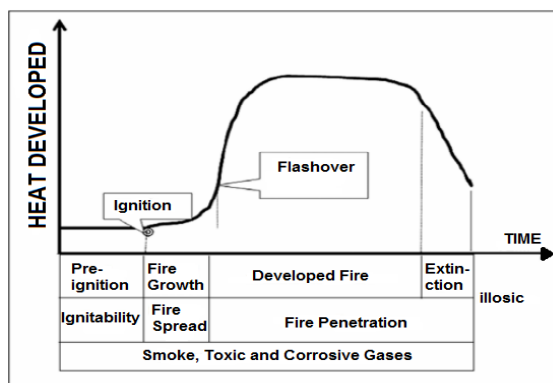 HEAT DEVELOPED
Flashover
Ignition
TIME
Pre-
ignition
Fire
Growth
Developed Fire
Extin-
ction
illosic
Ignitability
Fire
Spread
Fire Penetration
Smoke, Toxic and Corrosive Gases